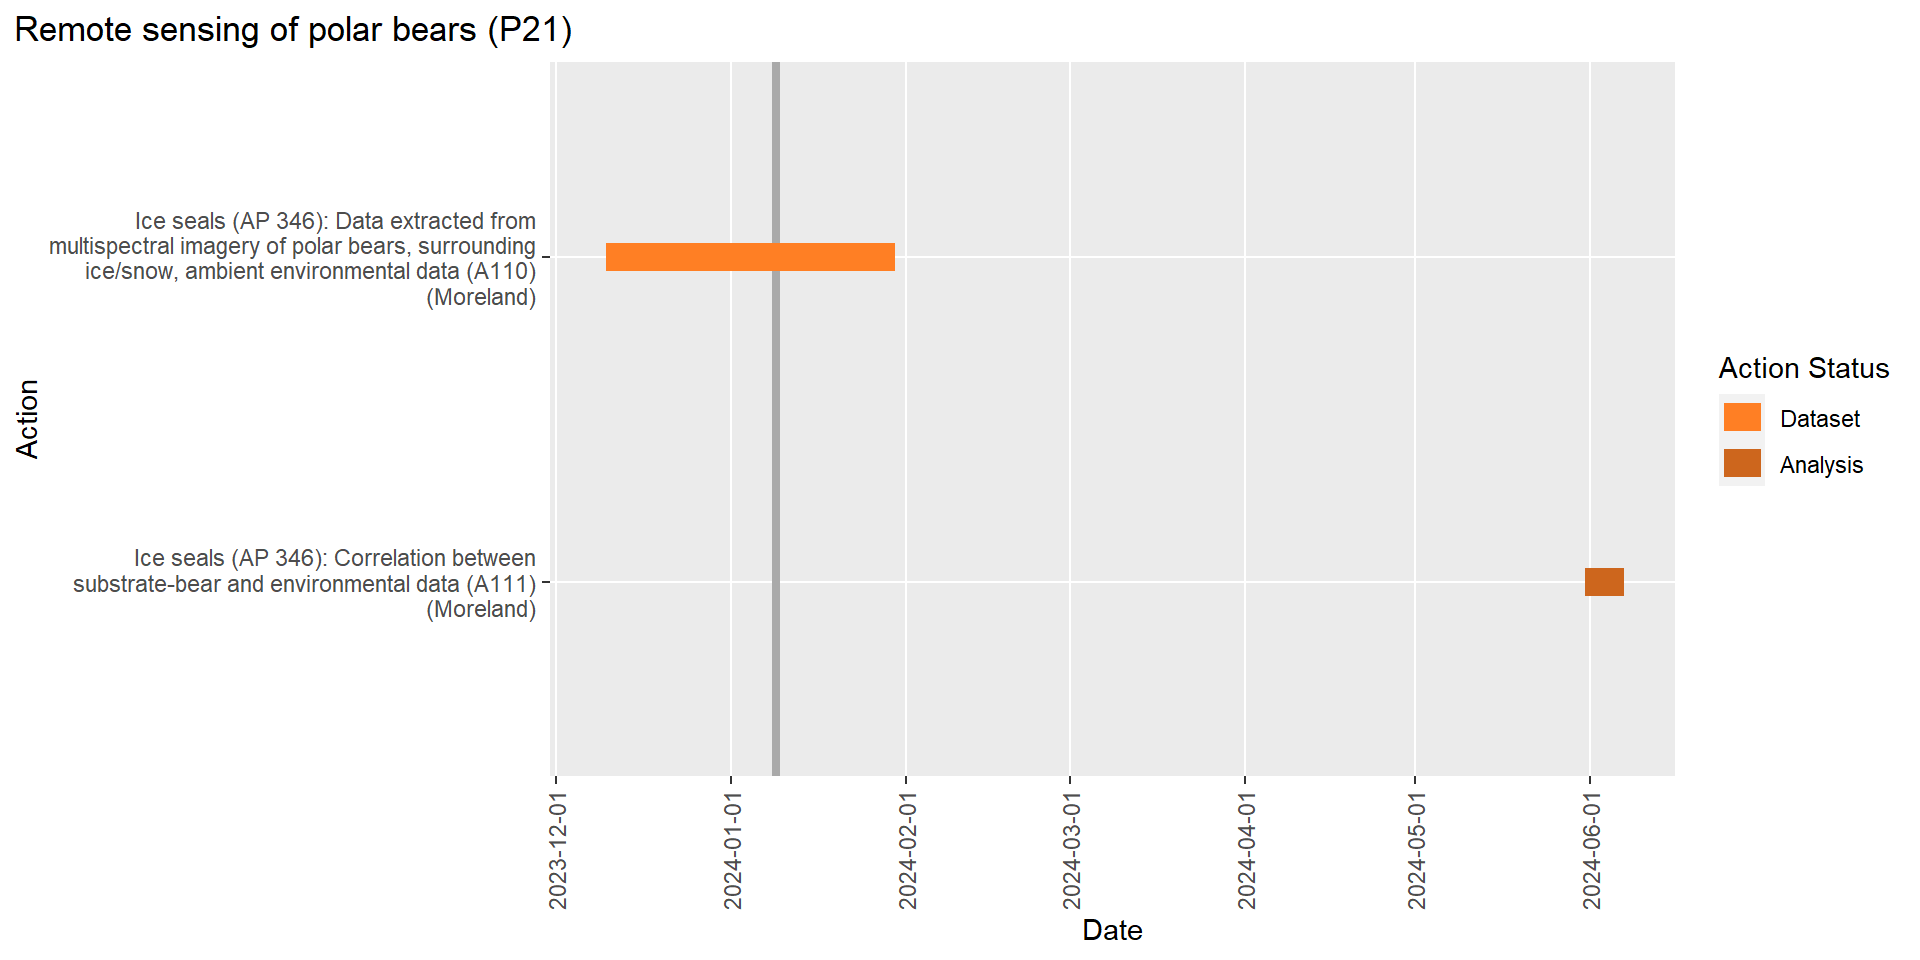 Remote sensing of polar bears (P21)
Action
Ice seals (AP 346): Data extracted from
multispectral imagery of polar bears, surrounding
ice/snow, ambient environmental data (A110)
(Moreland)
Ice seals (AP 346): Correlation between
substrate-bear and environmental data (A111)
(Moreland)
2023-12-01
2024-01-01
2024-02-01
2024-03-01
2024-04-01
2024-05-01
2024-06-01
Date
Action Status
Dataset
Analysis